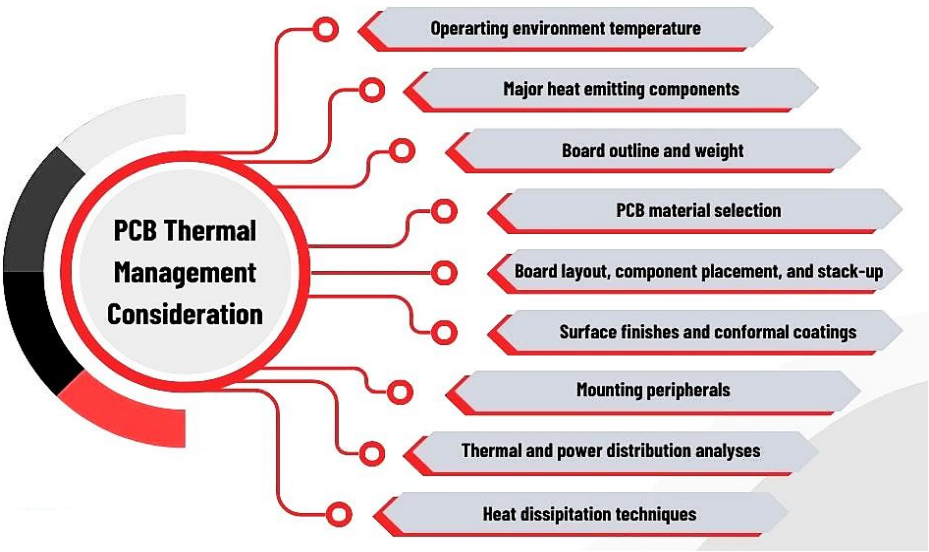 PCB Thermal
Management
Consideration
Operarting environment temperature
Major heat emitting components
Board outline and weight
PCB material selection
Board layout, component placement, and stack-up
Surface finishes and conformal coatings
Mounting peripherals
Thermal and power distribution analyses
Heat dissipitation techniques